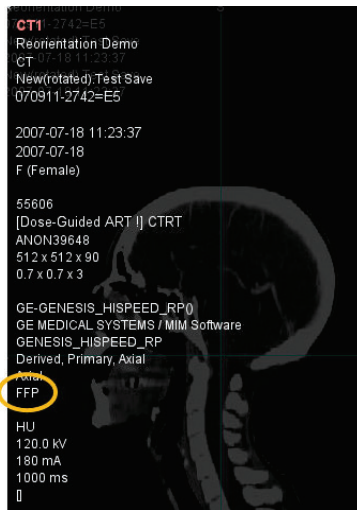 Reorientation Demo
S
CT1
Reorientation Demo
CT
New(rotated).Test Save
070911-2742=E5
2007-07-18 11:23:37
2007-07-18
F (Female)
55606
[Dose-Guided ART !] CTRT
ANON39648
512 x 512 x 90
0.7 x 0.7 x 3
GE-GENESIS_HISPEED_RP()
GE MEDICAL SYSTEMS / MIM Software
GENESIS_HISPEED_RP
Derived, Primary, Axial
Axial
FFP
HU
120.0 kV
180 mA
1000 ms
[]